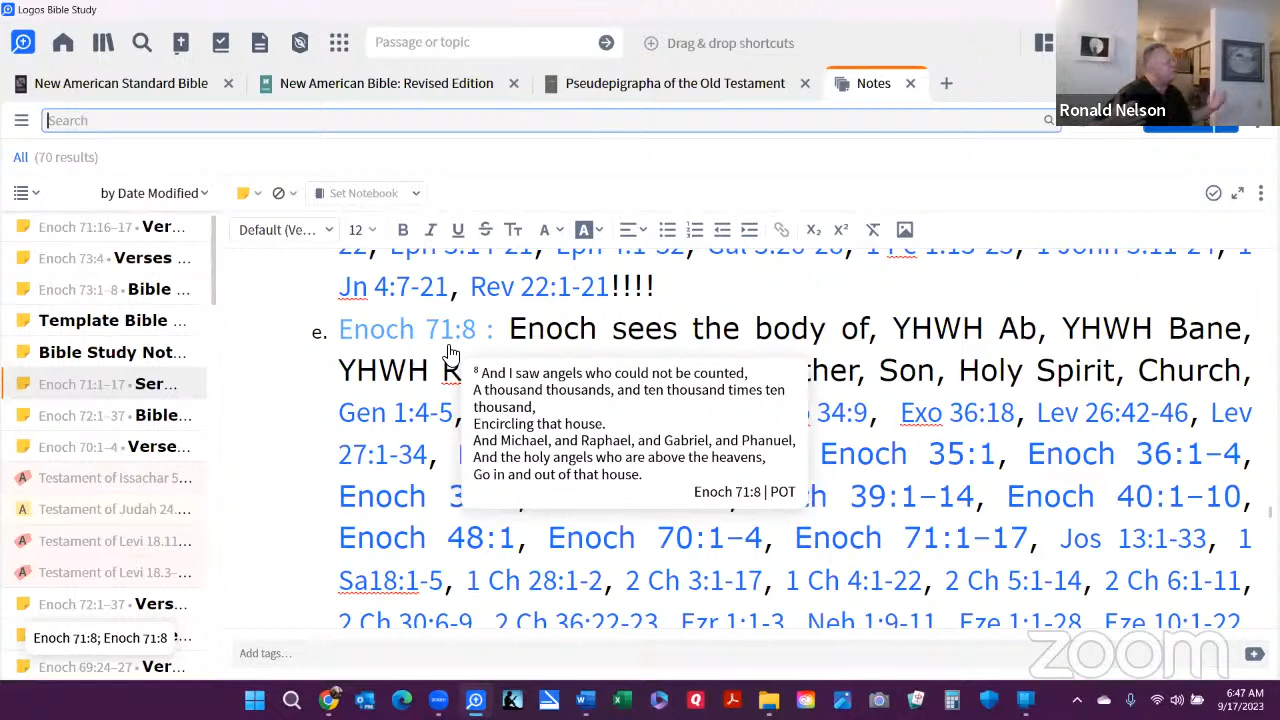 Logos Bible Study
Passage or topic
Drag & drop shortcuts
New American Standard Bible
New American Bible: Revised Edition
Pseudepigrapha of the Old Testament
Notes
Ronald Nelson
Search
All (70 results)
by Date Modified
Set Notebook
Default (Ve...
12
Enoch 71:16–17 • Ver...
Enoch 73:4 • Verses ...
Enoch 73:1–8 • Bible ...
Template Bible ...
Bible Study Not...
Enoch 71:1–17 • Ser...
Enoch 72:1–37 • Bible...
Enoch 70:1–4 • Verse...
Testament of Issachar 5...
Testament of Judah 24....
Testament of Levi 18.11...
Testament of Levi 18.3–...
Enoch 72:1–37 • Vers...
Enoch 71:8; Enoch 71:8
Enoch 69:24–27 • Ver...
Jn 4:7-21, Rev 22:1-21!!!!
e. Enoch 71:8 : Enoch sees the body of, YHWH Ab, YHWH Bane,
YHWH ther, Son, Holy Spirit, Church,
Gen 1:4-5, 34:9, Exo 36:18, Lev 26:42-46, Lev
27:1-34, Enoch 35:1, Enoch 36:1–4,
Enoch 39:1–14, Enoch 40:1–10,
Enoch 48:1, Enoch 70:1–4, Enoch 71:1–17, Jos 13:1-33, 1
Sa18:1-5, 1 Ch 28:1-2, 2 Ch 3:1-17, 1 Ch 4:1-22, 2 Ch 5:1-14, 2 Ch 6:1-11,
2 Ch 30:6-9, 2 Ch 36:22-23, Ezr 1:1-3, Neh 1:9-11, Eze 1:1-28, Eze 10:1-22,
8 And I saw angels who could not be counted,
A thousand thousands, and ten thousand times ten
thousand,
Encircling that house.
And Michael, and Raphael, and Gabriel, and Phanuel,
And the holy angels who are above the heavens,
Go in and out of that house.
Enoch 71:8 | POT
Add tags...
zoom
6:47 AM
9/17/2023